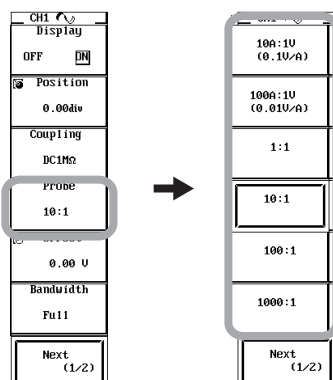 CH1
Display
OFF ON
Position
0.00div
Coupling
DC1MΩ
Probe
10:1
Offset
0.00 V
Bandwidth
Full
Next
(1/2)
CH1
10A:1V
(0.1V/A)
100A:1V
(0.01V/A)
1:1
10:1
100:1
1000:1
Next
(1/2)